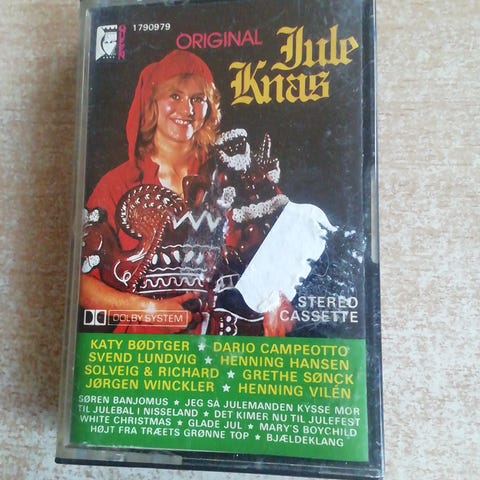 QUEEN
1790979
ORIGINAL
Jule
Knas
STEREO
CASSETTE
DOLBY SYSTEM
KATY BØDTGER ★ DARIO CAMPEOTTO
SVEND LUNDVIG ★ HENNING HANSEN
SOLVEIG & RICHARD ★ GRETHE SØNCK
JØRGEN WINCKLER ★ HENNING VILÉN
SØREN BANJOMUS ★ JEG SÅ JULEMANDEN KYSSE MOR
TIL JULEBAL I NISSELAND ★ DET KIMER NU TIL JULEFEST
WHITE CHRISTMAS ★ GLADE JUL ★ MARY'S BOYCHILD
HØJT FRA TRÆETS GRØNNE TOP ★ BJÆLDEKLANG